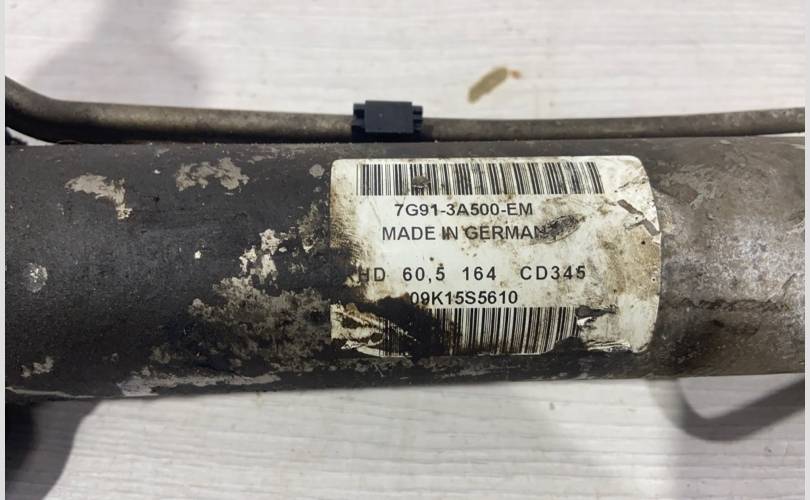 7G91-3A500-EM
MADE IN GERMAN
HD 60,5 164 CD345
09K15S5610